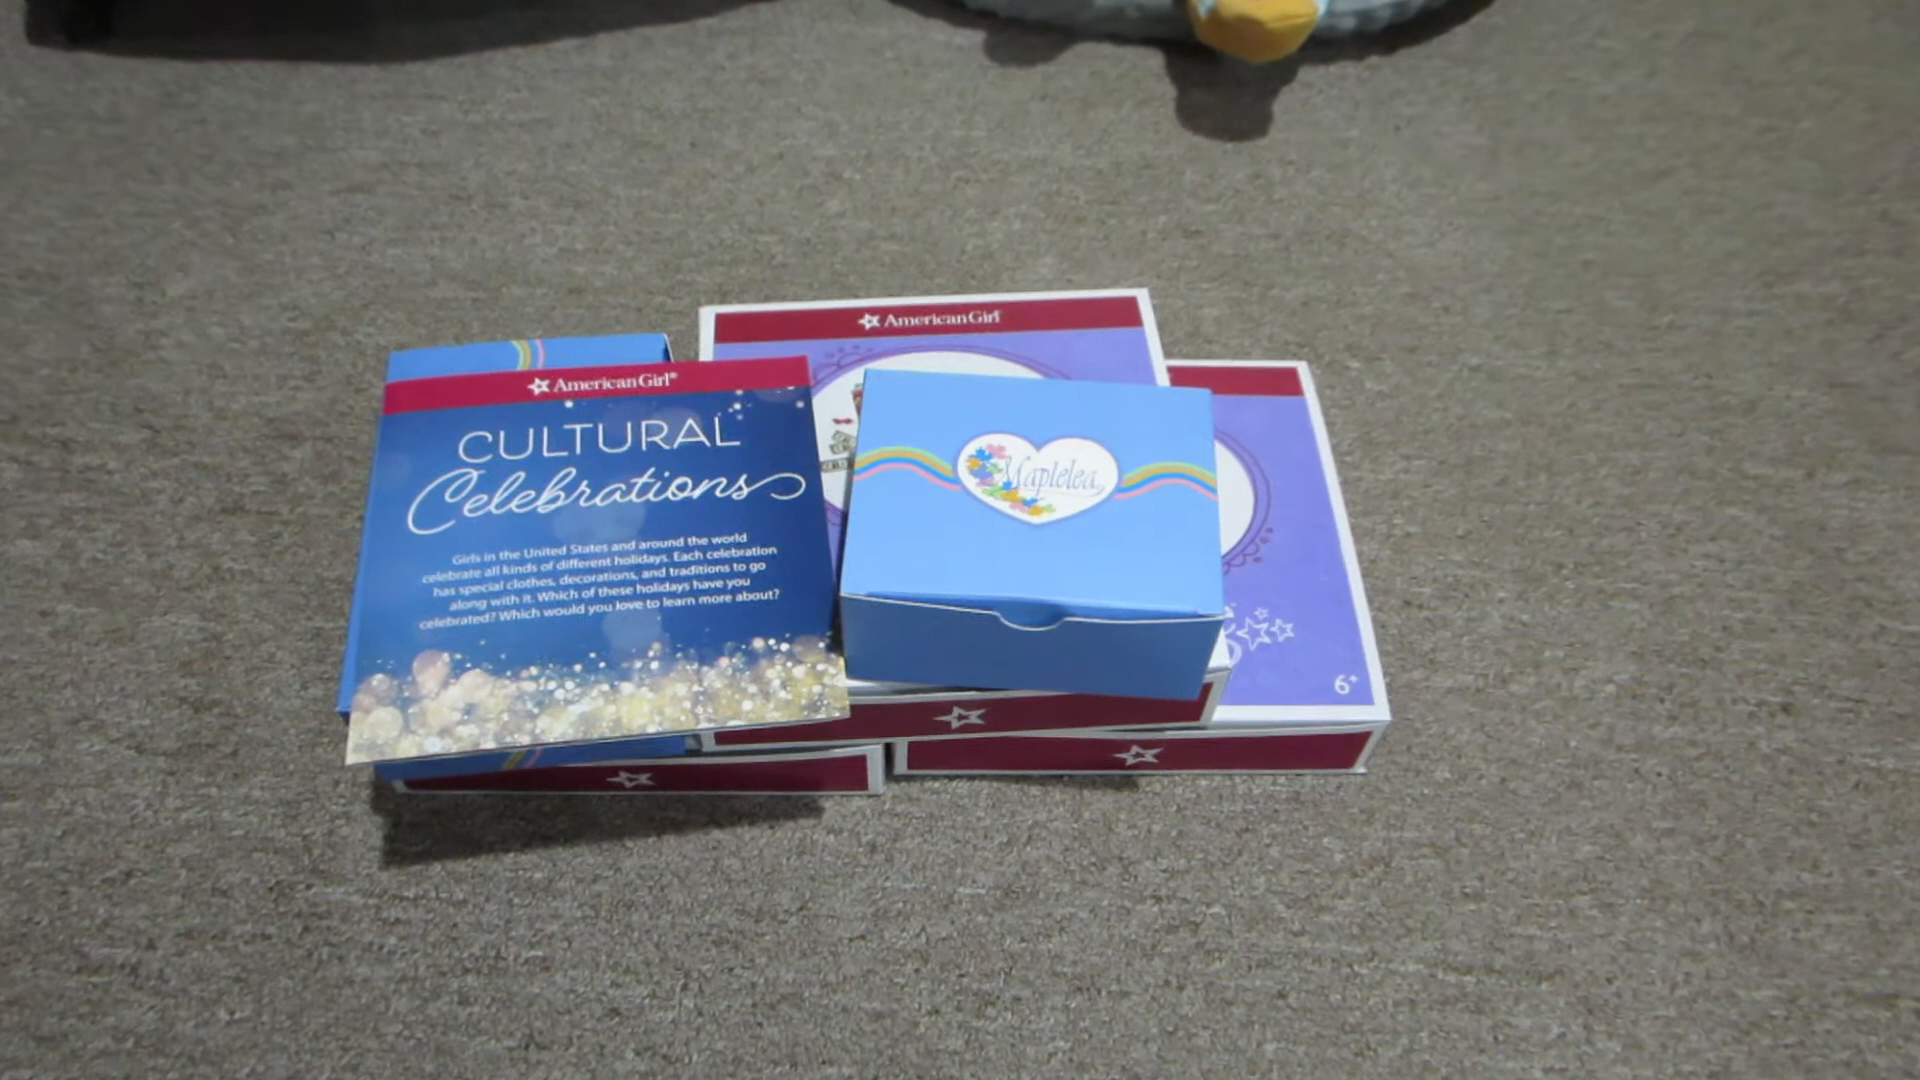 American Girl
American Girl®
CULTURAL
Celebrations
Girls in the United States and around the world
celebrate all kinds of different holidays. Each celebration
has special clothes, decorations, and traditions to go
along with it. Which of these holidays have you
celebrated? Which would you love to learn more about?
Maplelea
6+